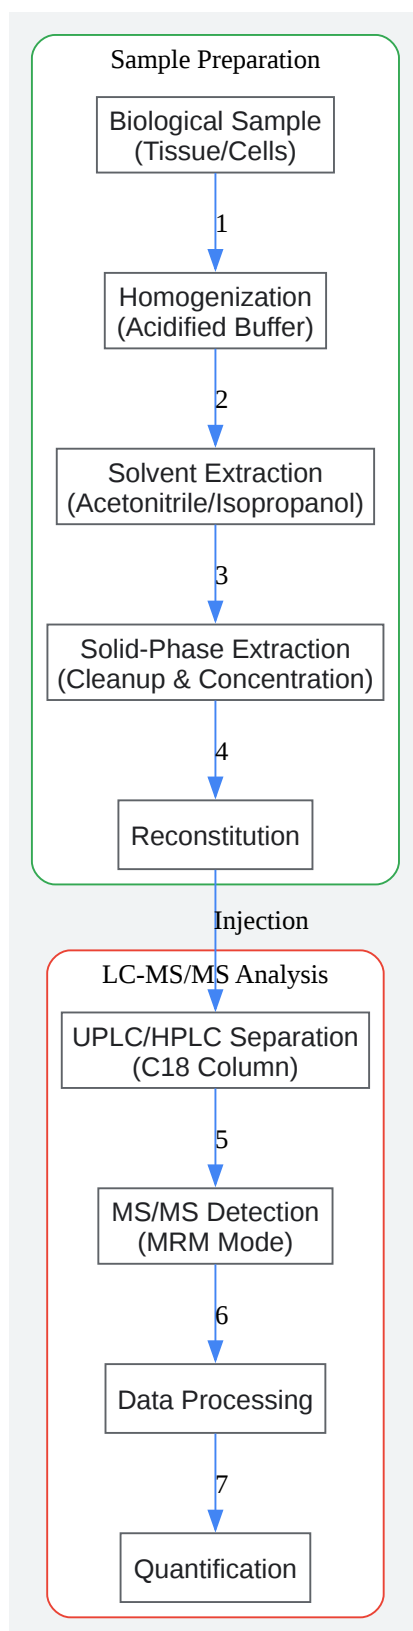 Sample Preparation
Biological Sample
(Tissue/Cells)
1
Homogenization
(Acidified Buffer)
2
Solvent Extraction
(Acetonitrile/Isopropanol)
3
Solid-Phase Extraction
(Cleanup & Concentration)
4
Reconstitution
Injection
LC-MS/MS Analysis
UPLC/HPLC Separation
(C18 Column)
5
MS/MS Detection
(MRM Mode)
6
Data Processing
7
Quantification